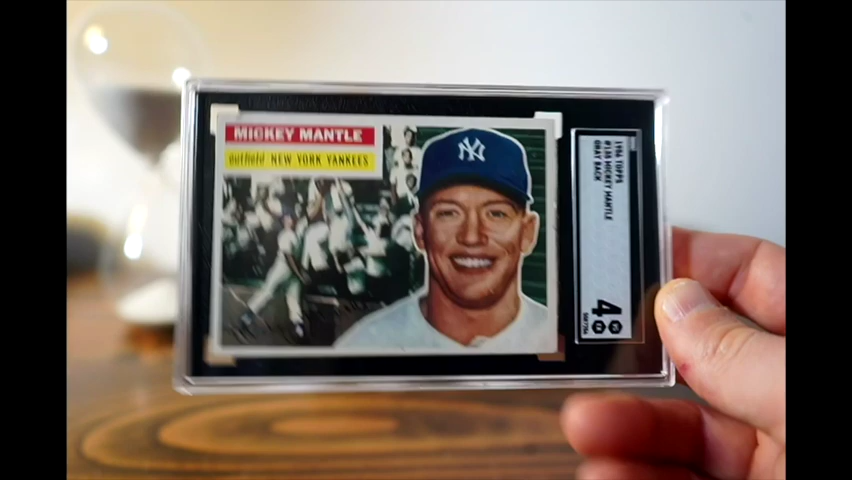 MICKEY MANTLE
outfield NEW YORK YANKEES
NY
1956 TOPPS
#135 MICKEY MANTLE
GRAY BACK
4